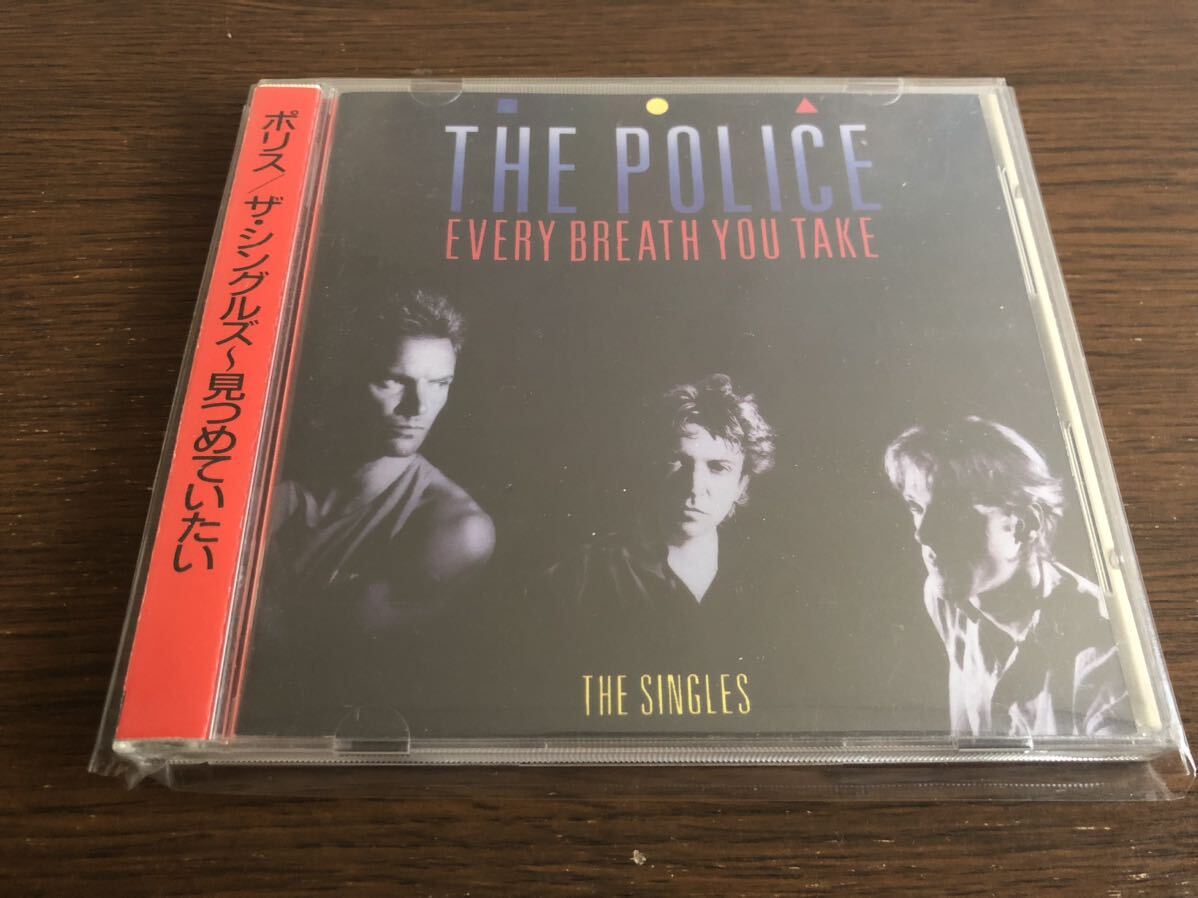 ポリス/ザ・シングルズ~見つめていたい
THE POLICE
EVERY BREATH YOU TAKE
THE SINGLES